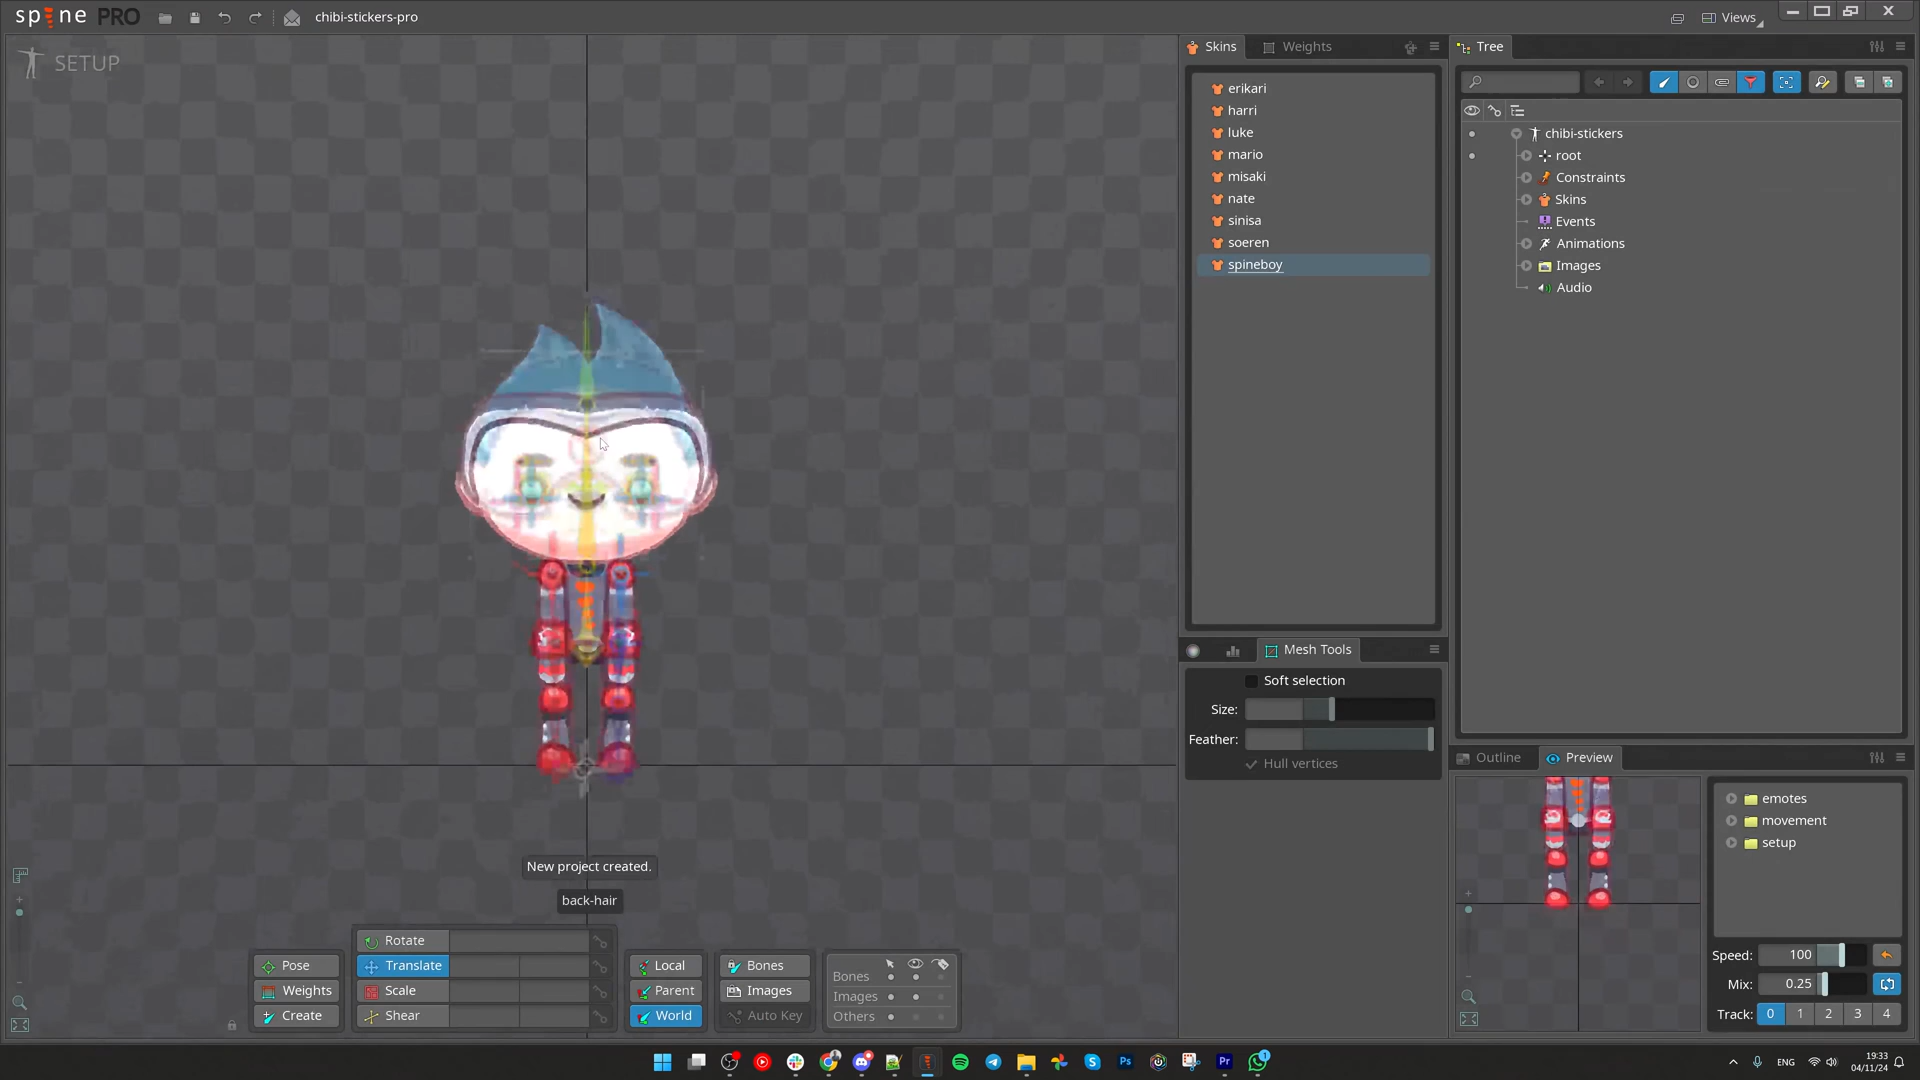 spine PRO
chibi-stickers-pro
Views
SETUP
Skins
Weights
Tree
erikari
harri
luke
mario
misaki
nate
sinisa
soeren
spineboy
chibi-stickers
root
Constraints
Skins
Events
Animations
Images
Audio
Mesh Tools
Soft selection
Size:
Feather:
Hull vertices
Outline
Preview
emotes
movement
setup
Speed: 100
Mix: 0.25
Track: 0 1 2 3 4
New project created.
back-hair
Pose
Weights
Create
Rotate
Translate
Scale
Shear
Local
Parent
World
Bones
Images
Auto Key
Bones
Images
Others
ENG
19:33
04/11/24